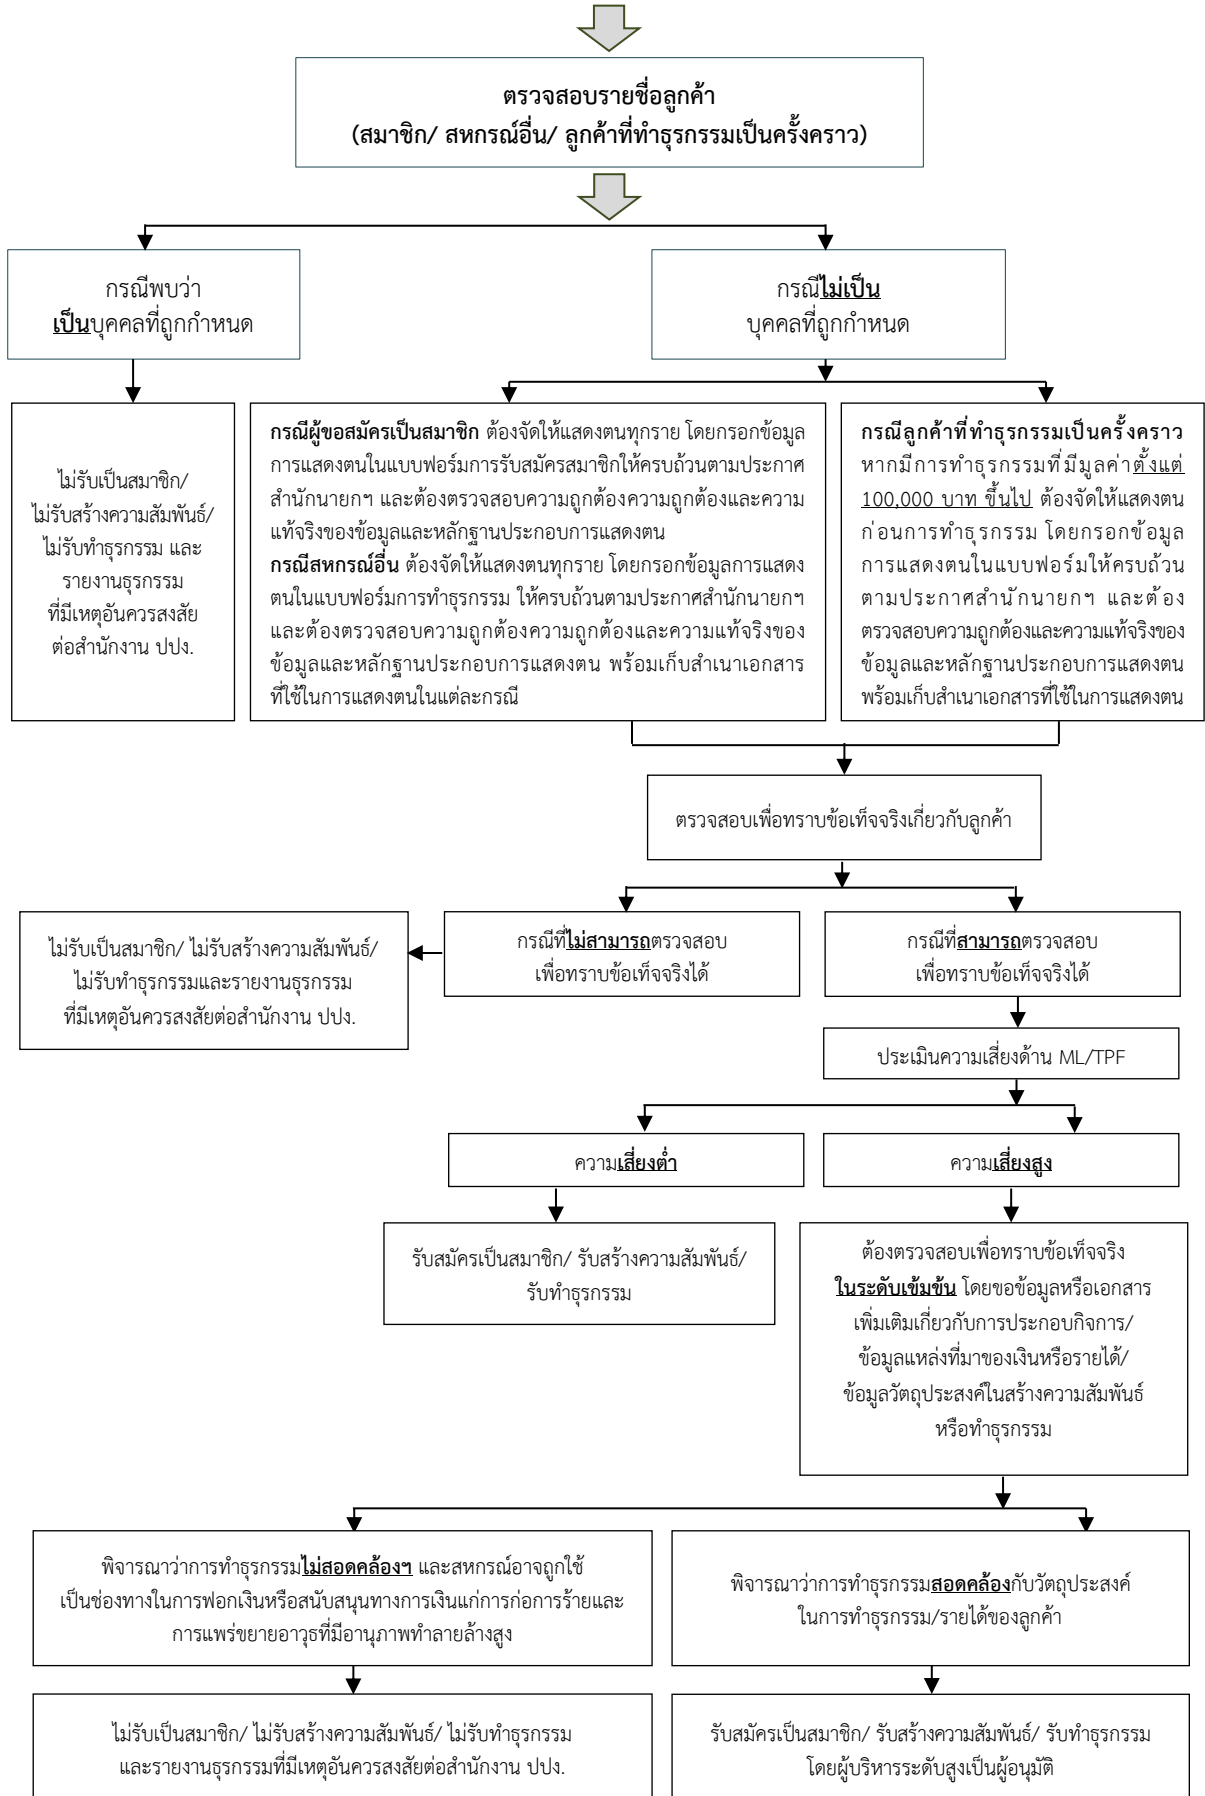 ตรวจสอบรายชื่อลูกค้า
(สมาชิก/ สหกรณ์อื่น/ ลูกค้าที่ทำธุรกรรมเป็นครั้งคราว)
กรณีพบว่า
เป็นบุคคลที่ถูกกำหนด
กรณีไม่เป็น
บุคคลที่ถูกกำหนด
ไม่รับเป็นสมาชิก/
ไม่รับสร้างความสัมพันธ์/
ไม่รับทำธุรกรรม และ
รายงานธุรกรรม
ที่มีเหตุอันควรสงสัย
ต่อสำนักงาน ปปง.
กรณีผู้ขอสมัครเป็นสมาชิก ต้องจัดให้แสดงตนทุกราย โดยกรอกข้อมูล
การแสดงตนในแบบฟอร์มการรับสมัครสมาชิกให้ครบถ้วนตามประกาศ
สำนักนายกฯ และต้องตรวจสอบความถูกต้องความถูกต้องและความ
แท้จริงของข้อมูลและหลักฐานประกอบการแสดงตน
กรณีสหกรณ์อื่น ต้องจัดให้แสดงตนทุกราย โดยกรอกข้อมูลการแสดง
ตนในแบบฟอร์มการทำธุรกรรม ให้ครบถ้วนตามประกาศสำนักนายกฯ
และต้องตรวจสอบความถูกต้องความถูกต้องและความแท้จริงของ
ข้อมูลและหลักฐานประกอบการแสดงตน พร้อมเก็บสำเนาเอกสาร
ที่ใช้ในการแสดงตนในแต่ละกรณี
กรณีลูกค้าที่ทำธุรกรรมเป็นครั้งคราว
หากมีการทำธุรกรรมที่มีมูลค่าตั้งแต่
100,000 บาท ขึ้นไป ต้องจัดให้แสดงตน
ก่อนการทำธุรกรรม โดยกรอกข้อมูล
การแสดงตนในแบบฟอร์มให้ครบถ้วน
ตามประกาศสำนักนายกฯ และต้อง
ตรวจสอบความถูกต้องและความแท้จริงของ
ข้อมูลและหลักฐานประกอบการแสดงตน
พร้อมเก็บสำเนาเอกสารที่ใช้ในการแสดงตน
ตรวจสอบเพื่อทราบข้อเท็จจริงเกี่ยวกับลูกค้า
ไม่รับเป็นสมาชิก/ ไม่รับสร้างความสัมพันธ์/
ไม่รับทำธุรกรรมและรายงานธุรกรรม
ที่มีเหตุอันควรสงสัยต่อสำนักงาน ปปง.
กรณีที่ไม่สามารถตรวจสอบ
เพื่อทราบข้อเท็จจริงได้
กรณีที่สามารถตรวจสอบ
เพื่อทราบข้อเท็จจริงได้
ประเมินความเสี่ยงด้าน ML/TPF
ความเสี่ยงต่ำ
ความเสี่ยงสูง
รับสมัครเป็นสมาชิก/ รับสร้างความสัมพันธ์/
รับทำธุรกรรม
ต้องตรวจสอบเพื่อทราบข้อเท็จจริง
ในระดับเข้มข้น โดยขอข้อมูลหรือเอกสาร
เพิ่มเติมเกี่ยวกับการประกอบกิจการ/
ข้อมูลแหล่งที่มาของเงินหรือรายได้/
ข้อมูลวัตถุประสงค์ในสร้างความสัมพันธ์
หรือทำธุรกรรม
พิจารณาว่าการทำธุรกรรมไม่สอดคล้องฯ และสหกรณ์อาจถูกใช้
เป็นช่องทางในการฟอกเงินหรือสนับสนุนทางการเงินแก่การก่อการร้ายและ
การแพร่ขยายอาวุธที่มีอานุภาพทำลายล้างสูง
พิจารณาว่าการทำธุรกรรมสอดคล้องกับวัตถุประสงค์
ในการทำธุรกรรม/รายได้ของลูกค้า
ไม่รับเป็นสมาชิก/ ไม่รับสร้างความสัมพันธ์/ ไม่รับทำธุรกรรม
และรายงานธุรกรรมที่มีเหตุอันควรสงสัยต่อสำนักงาน ปปง.
รับสมัครเป็นสมาชิก/ รับสร้างความสัมพันธ์/ รับทำธุรกรรม
โดยผู้บริหารระดับสูงเป็นผู้อนุมัติ